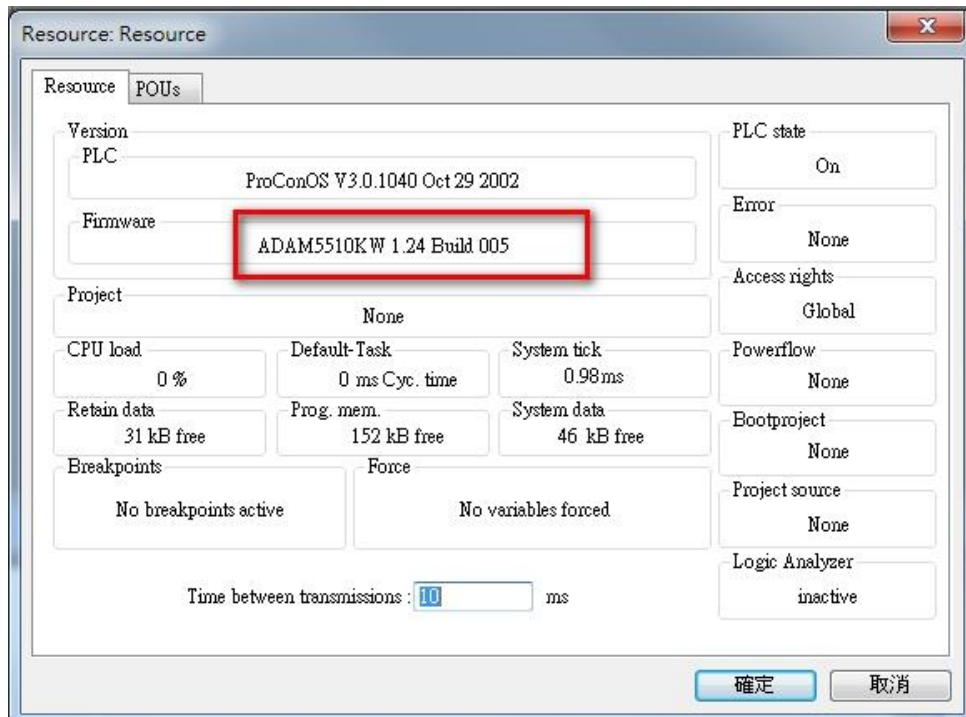 Resource: Resource
Resource POUs
Version
PLC
ProConOS V3.0.1040 Oct 29 2002
Firmware
ADAM5510KW 1.24 Build 005
Project
None
CPU load
0 %
Default-Task
0 ms Cyc. time
System tick
0.98ms
Retain data
31 kB free
Prog. mem.
152 kB free
System data
46 kB free
Breakpoints
No breakpoints active
Force
No variables forced
Time between transmissions : 10 ms
PLC state
On
Error
None
Access rights
Global
Powerflow
None
Bootproject
None
Project source
None
Logic Analyzer
inactive
確定 取消